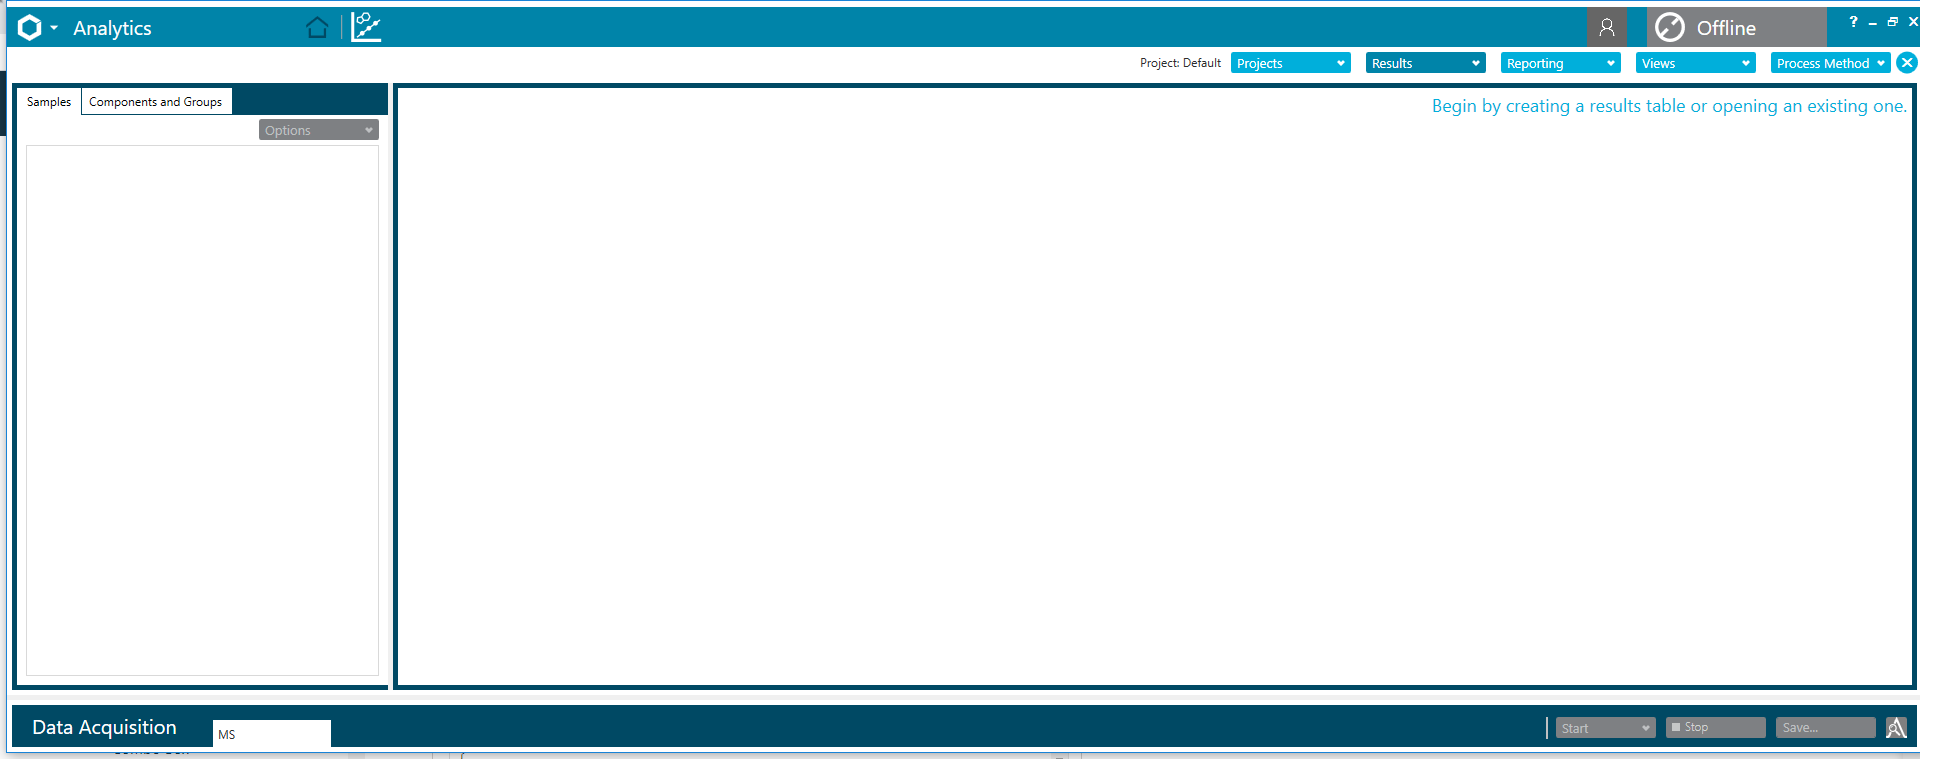 Analytics
Offline
?
Project: Default
Projects
Results
Reporting
Views
Process Method
Samples
Components and Groups
Options
Begin by creating a results table or opening an existing one.
Data Acquisition
MS
Start
Stop
Save...